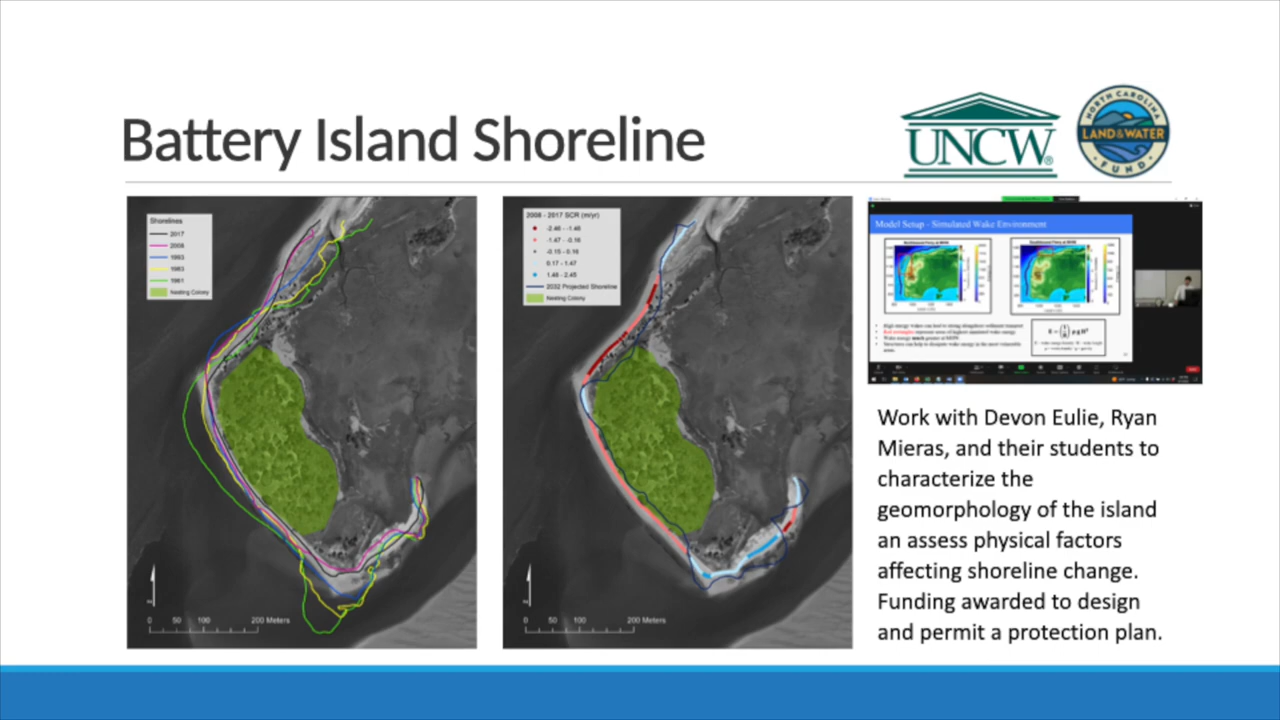 Battery Island Shoreline
UNCW®
NORTH CAROLINA
LAND & WATER
FUND
Shorelines
2017
2008
1993
1983
1961
Nesting Colony
0 50 100 200 Meters
2008 - 2017 SCR (m/yr)
-1.47 - -0.16
-0.15 - 0.16
0.17 - 1.47
1.48 - 2.45
2032 Projected Shoreline
Nesting Colony
0 50 100 200 Meters
Model Setup - Simulated Wake Environment
Work with Devon Eulie, Ryan
Mieras, and their students to
characterize the
geomorphology of the island
an assess physical factors
affecting shoreline change.
Funding awarded to design
and permit a protection plan.